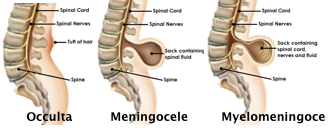 Spinal Cord
Spinal Nerves
Tuft of hair
Spine
Occulta
Spinal Cord
Spinal Nerves
Sack containing
spinal fluid
Spine
Meningocele
Spinal Cord
Spinal Nerves
Sack containing
spinal cord,
nerves and fluid
Spine
Myelomeningoce